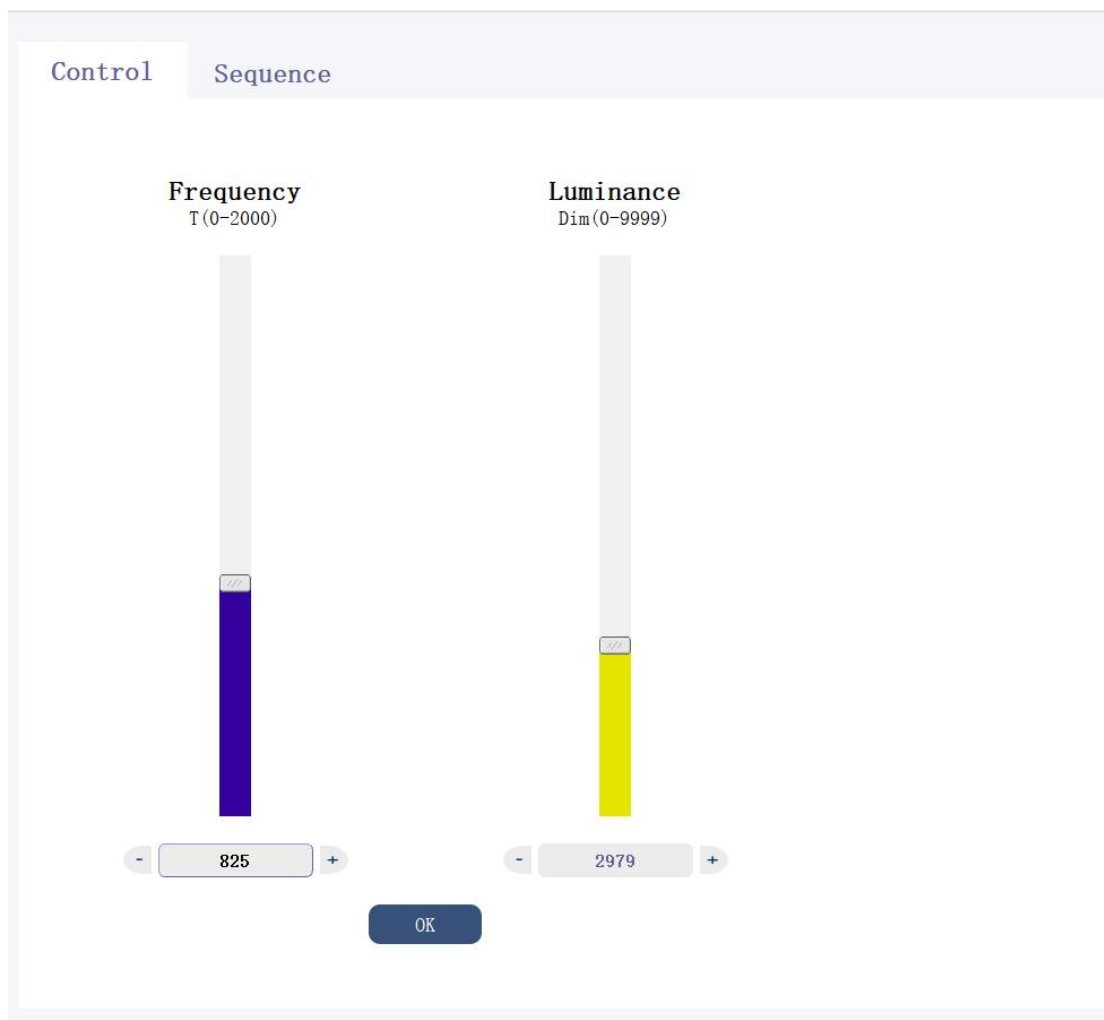 Control Sequence
Frequency Luminance
T(0-2000) Dim(0-9999)
- 825 + - 2979 +
OK